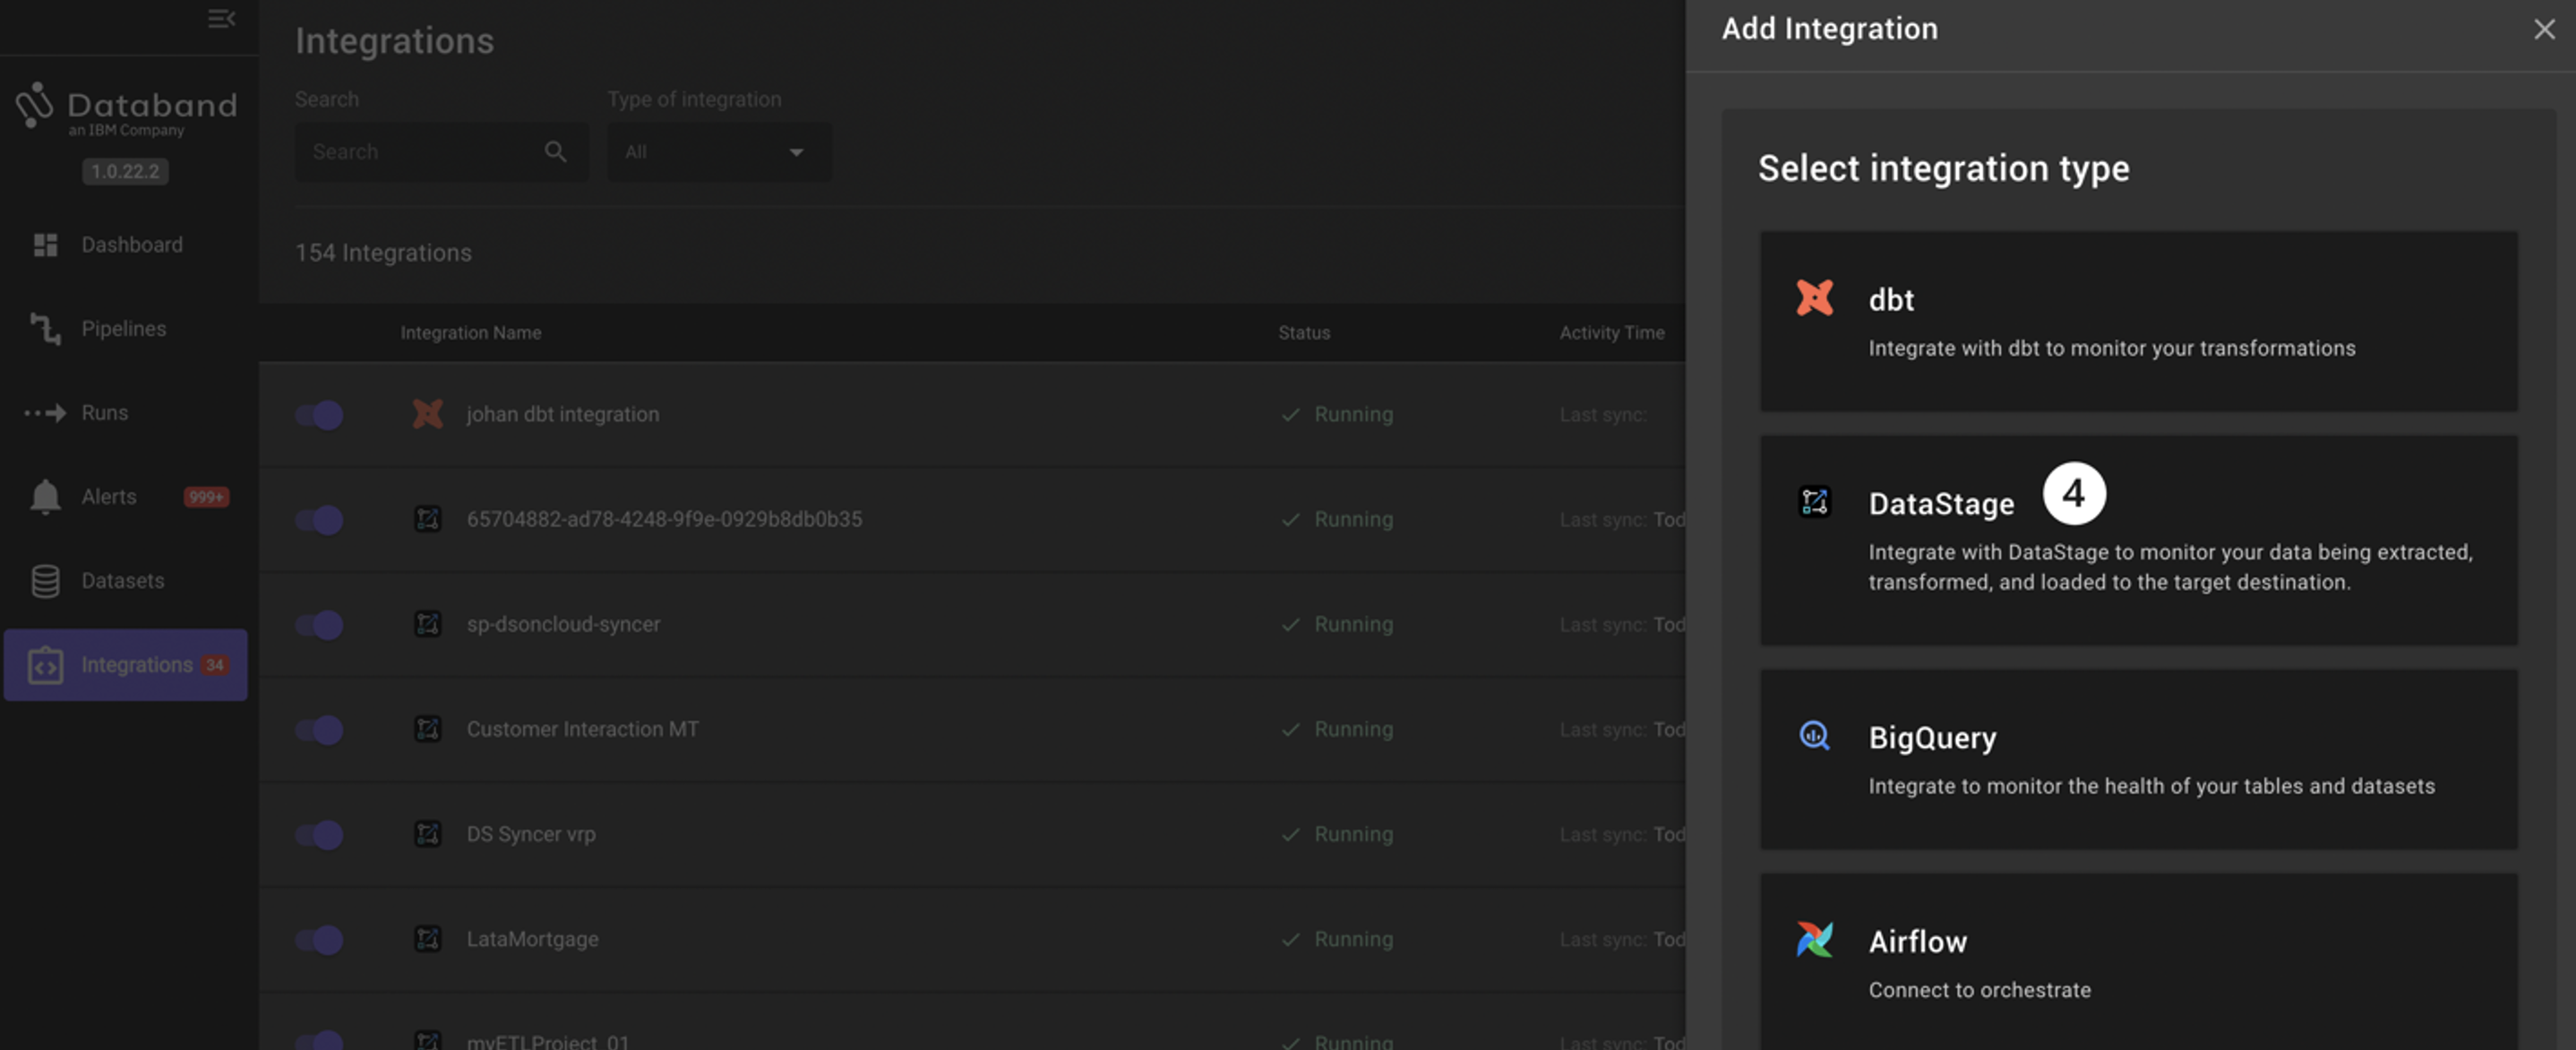 Databand
an IBM Company
1.0.22.2
Dashboard
Pipelines
Runs
Alerts 999+
Datasets
Integrations 34
Integrations
Search Type of integration
Search All
154 Integrations
Integration Name Status Activity Time
johan dbt integration Running Last sync:
65704882-ad78-4248-9f9e-0929b8db0b35 Running Last sync: Tod
sp-dsoncloud-syncer Running Last sync: Tod
Customer Interaction MT Running Last sync: Tod
DS Syncer vrp Running Last sync: Tod
LataMortgage Running Last sync: Tod
myETLProject_01 Running Last sync: Tod
Add Integration
Select integration type
dbt
Integrate with dbt to monitor your transformations
DataStage 4
Integrate with DataStage to monitor your data being extracted,
transformed, and loaded to the target destination.
BigQuery
Integrate to monitor the health of your tables and datasets
Airflow
Connect to orchestrate